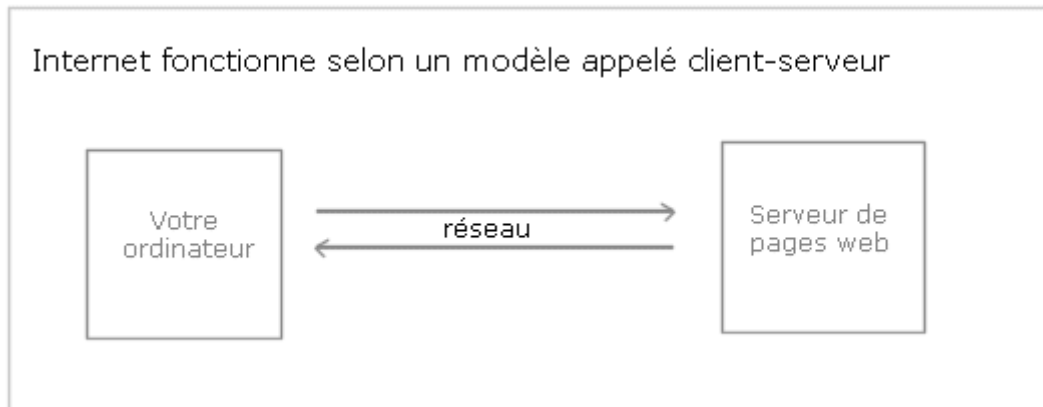 Internet fonctionne selon un modèle appelé client-serveur
Votre
ordinateur
réseau
Serveur de
pages web